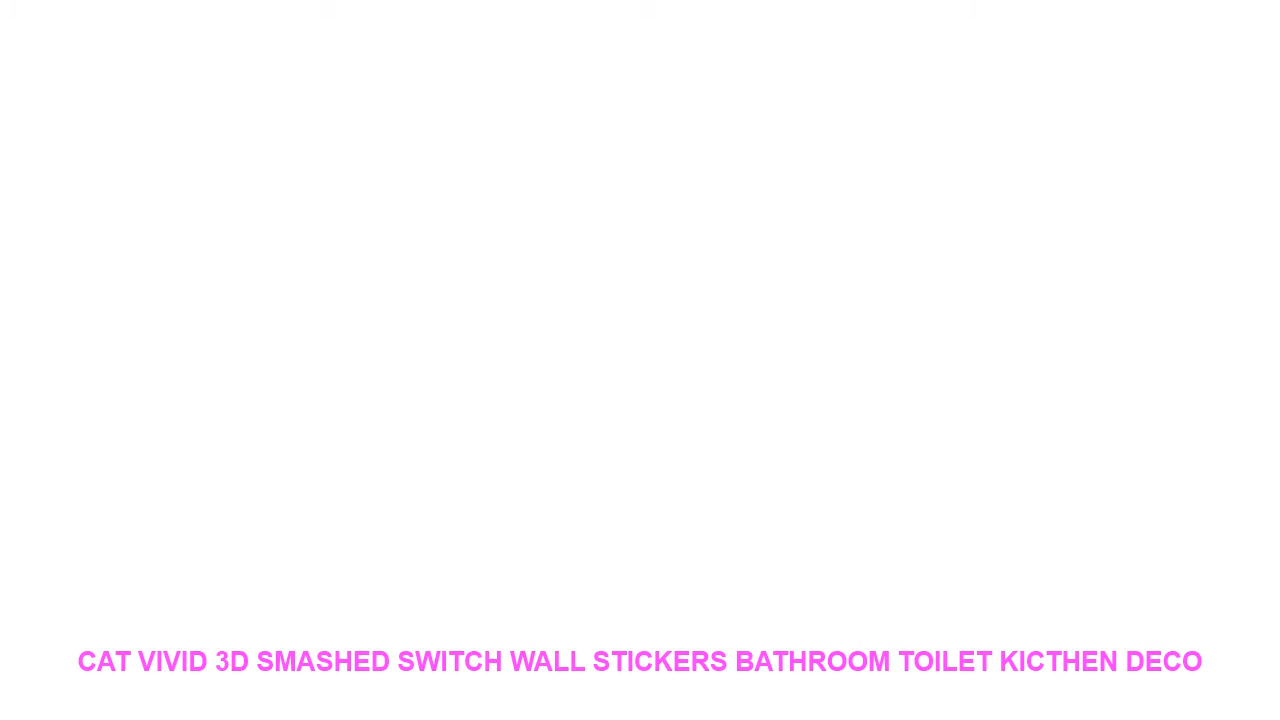 CAT VIVID 3D SMASHED SWITCH WALL STICKERS BATHROOM TOILET KICTHEN DECO